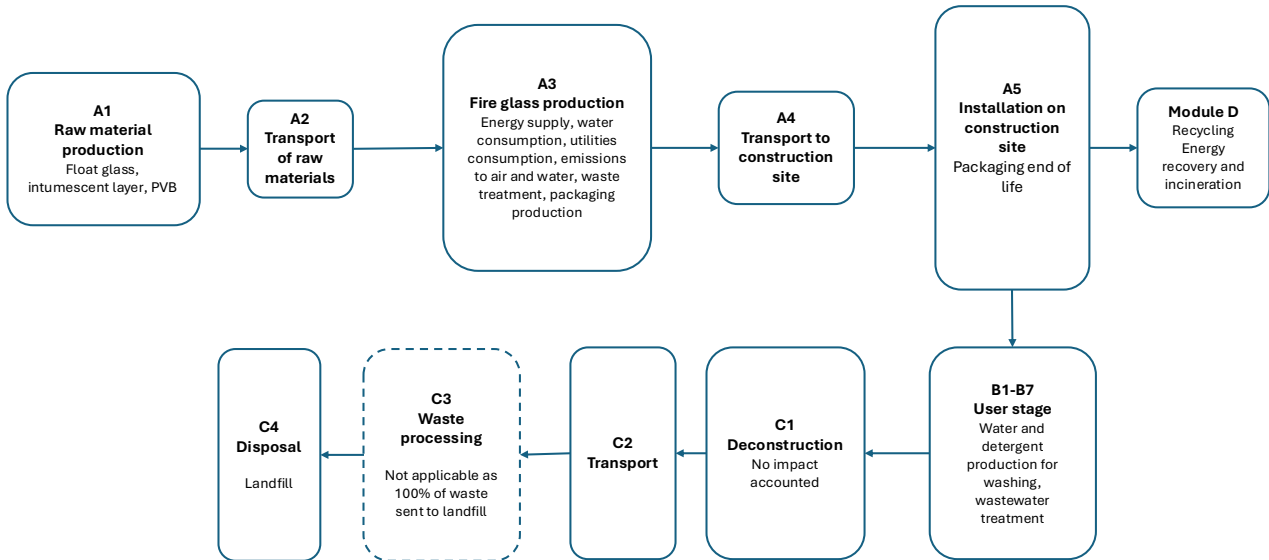 A1
Raw material
production
Float glass,
intumescent layer, PVB
A2
Transport
of raw
materials
A3
Fire glass production
Energy supply, water
consumption, utilities
consumption, emissions
to air and water, waste
treatment, packaging
production
A4
Transport to
construction
site
A5
Installation on
construction
site
Packaging end of
life
Module D
Recycling
Energy
recovery and
incineration
C4
Disposal
Landfill
C3
Waste
processing
Not applicable as
100% of waste
sent to landfill
C2
Transport
C1
Deconstruction
No impact
accounted
B1-B7
User stage
Water and
detergent
production for
washing,
wastewater
treatment